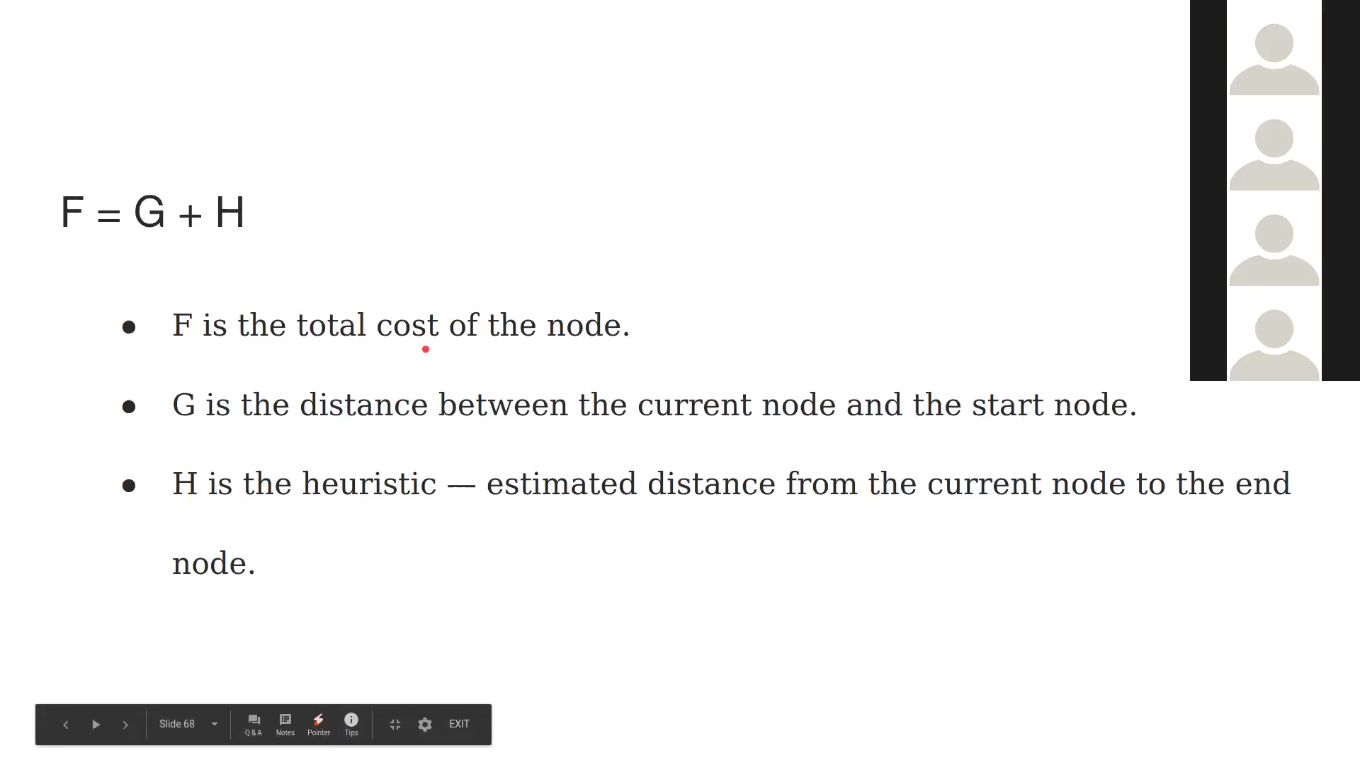 F = G + H
● F is the total cost of the node.
● G is the distance between the current node and the start node.
● H is the heuristic — estimated distance from the current node to the end
node.
Slide 68
Q & A
Notes
Pointer
Tips
EXIT